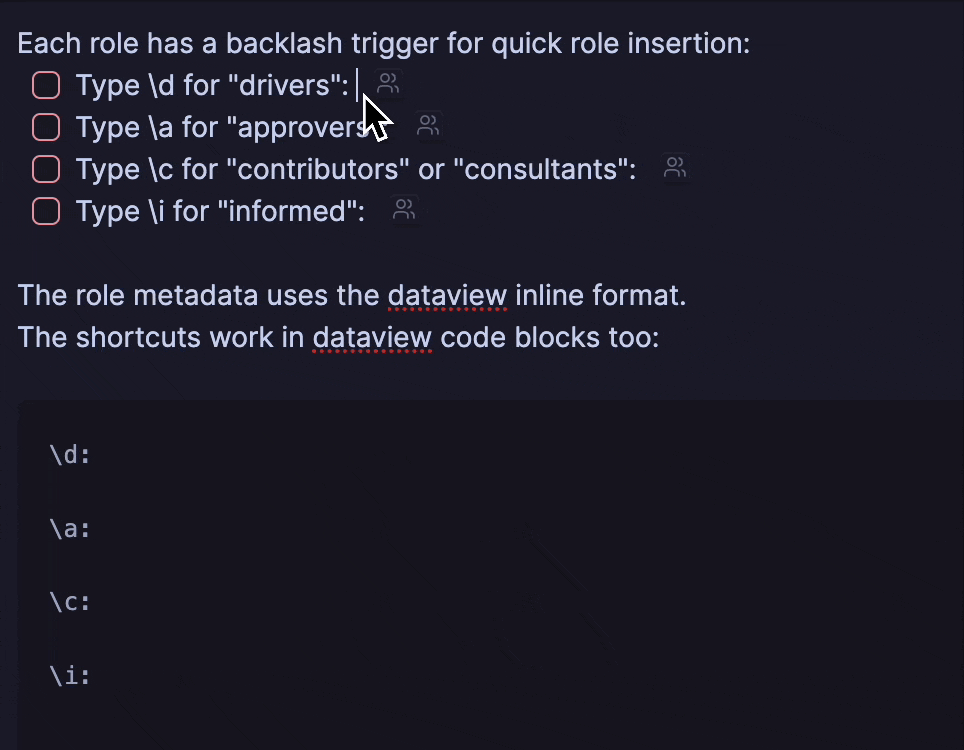 Each role has a backlash trigger for quick role insertion:
Type \d for "drivers":
Type \a for "approvers
Type \c for "contributors" or "consultants":
Type \i for "informed":
The role metadata uses the dataview inline format.
The shortcuts work in dataview code blocks too:
\d:
\a:
\c:
\i: